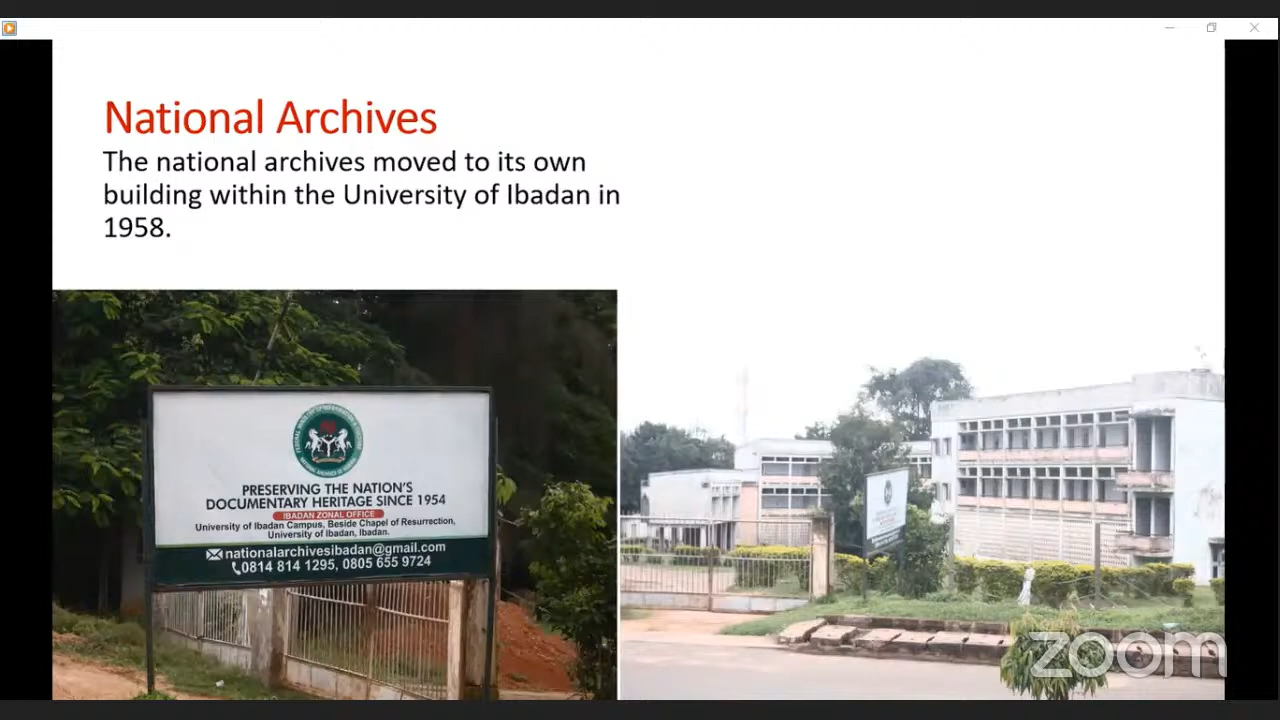 National Archives
The national archives moved to its own
building within the University of Ibadan in
1958.
PRESERVING THE NATION'S
DOCUMENTARY HERITAGE SINCE 1954
IBADAN ZONAL OFFICE
University of Ibadan Campus, Beside Chapel of Resurrection,
University of Ibadan, Ibadan.
nationalarchivesibadan@gmail.com
0814 814 1295, 0805 655 9724
zoom